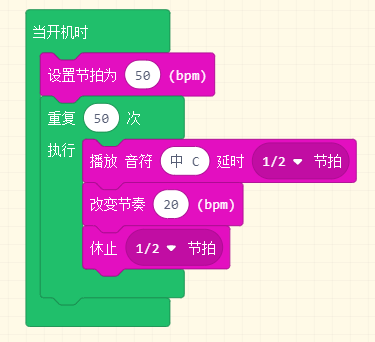 当开机时
设置节拍为 50 (bpm)
重复 50 次
执行
播放 音符 中 C 延时 1/2 节拍
改变节奏 20 (bpm)
休止 1/2 节拍